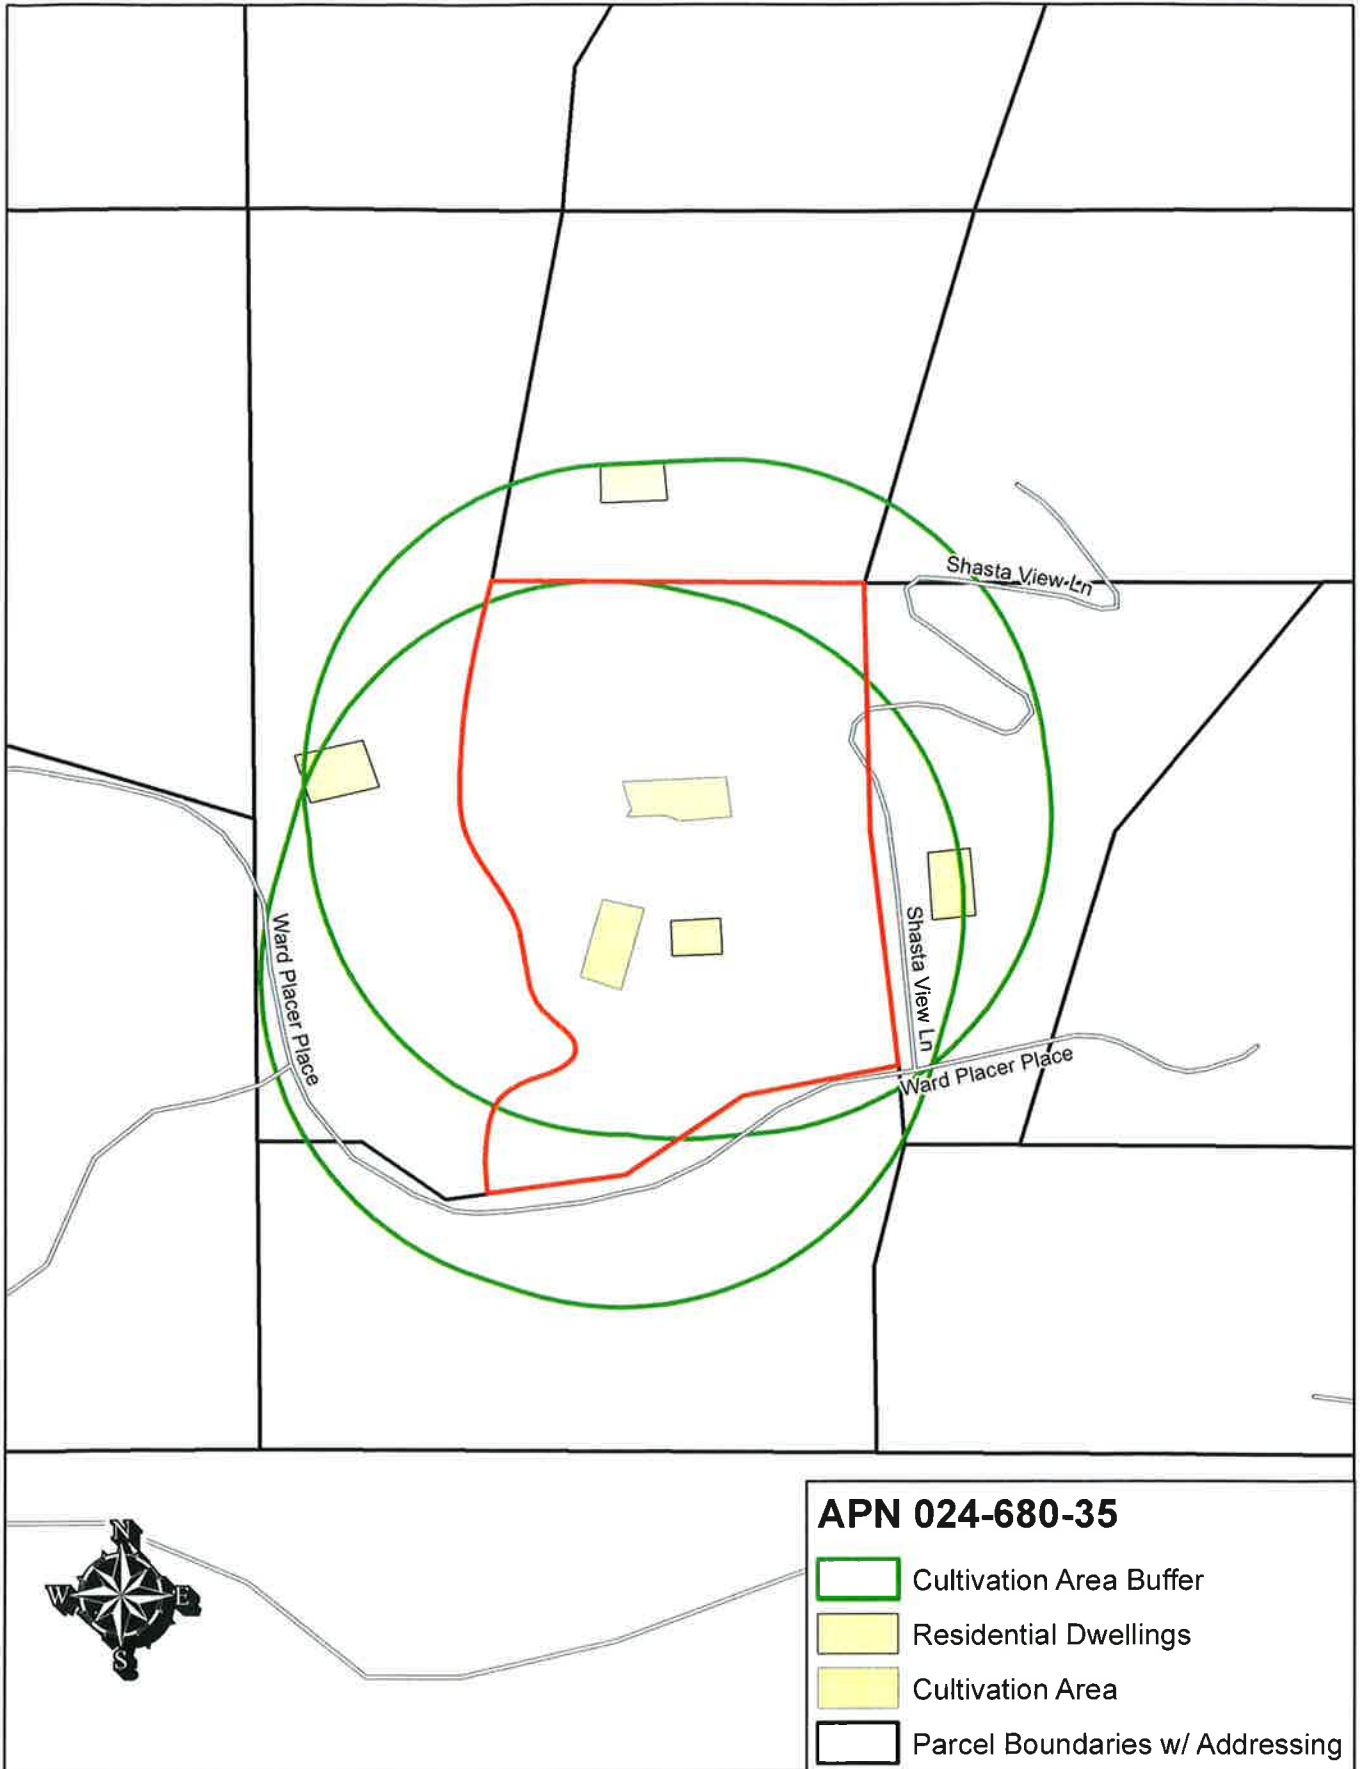 Shasta View Ln
Ward Placer Place
Shasta View Ln
Ward Placer Place
N
W
E
S
APN 024-680-35
Cultivation Area Buffer
Residential Dwellings
Cultivation Area
Parcel Boundaries w/ Addressing